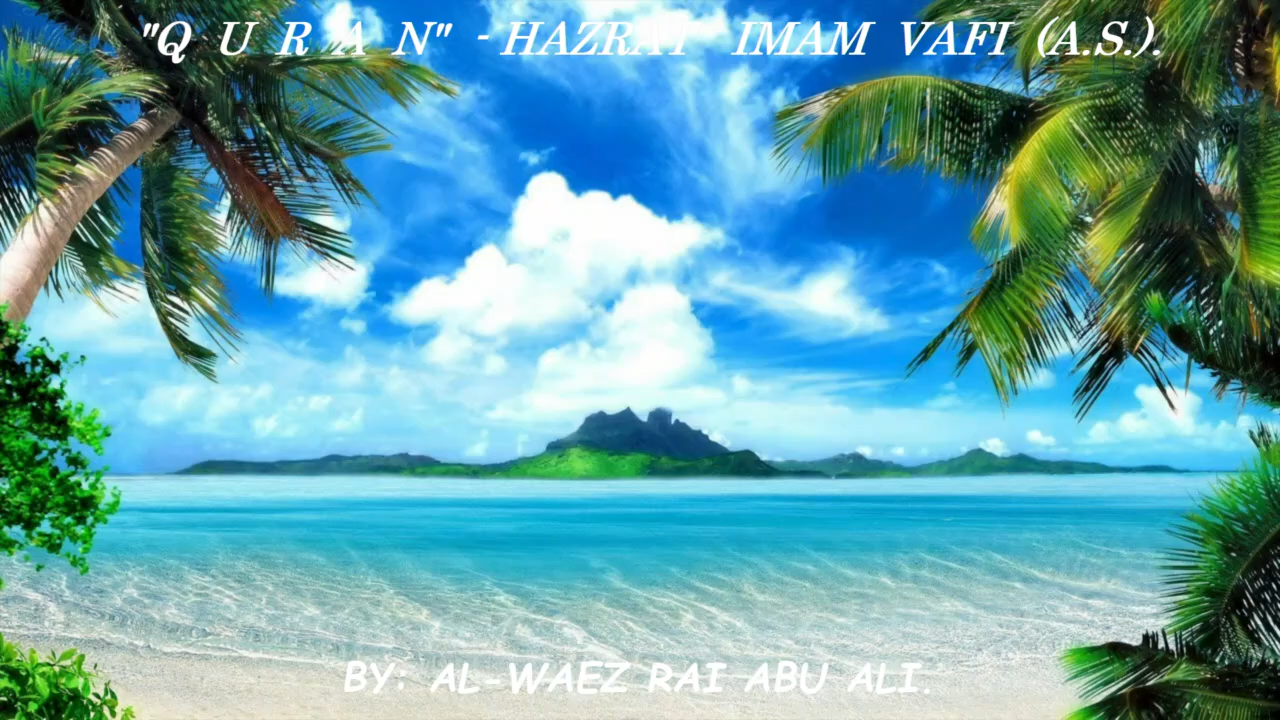 "Q U R A N" - HAZRAT IMAM VAFI (A.S.).
BY: AL-WAEZ RAI ABU ALI.